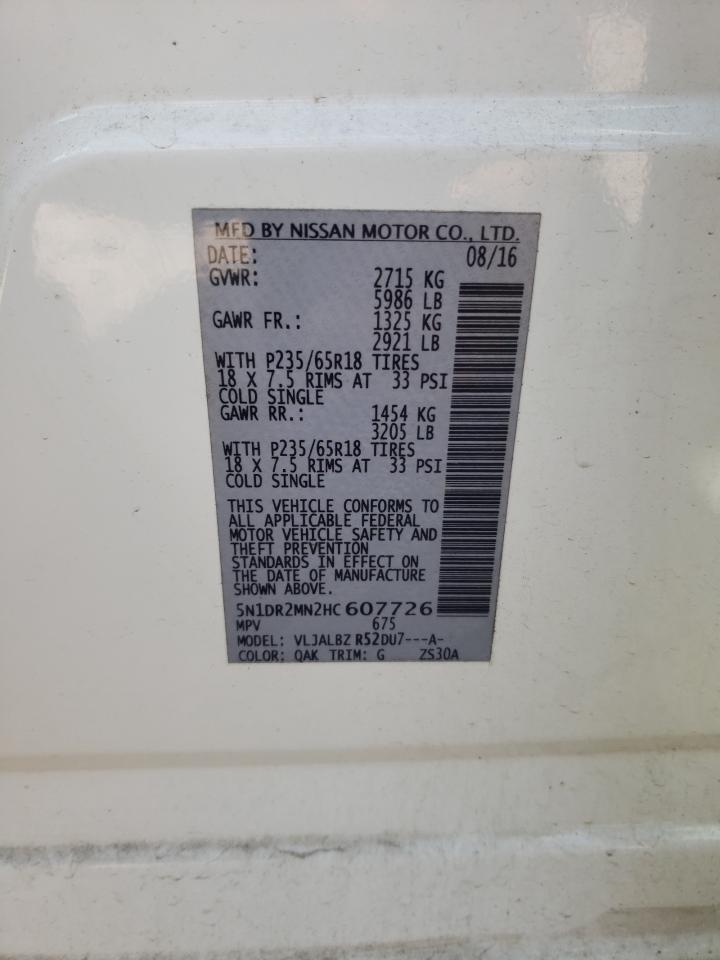 MFD BY NISSAN MOTOR CO., LTD.
DATE: 08/16
GVWR: 2715 KG
5986 LB
GAWR FR.: 1325 KG
2921 LB
WITH P235/65R18 TIRES
18 X 7.5 RIMS AT 33 PSI
COLD SINGLE
GAWR RR.: 1454 KG
3205 LB
WITH P235/65R18 TIRES
18 X 7.5 RIMS AT 33 PSI
COLD SINGLE
THIS VEHICLE CONFORMS TO
ALL APPLICABLE FEDERAL
MOTOR VEHICLE SAFETY AND
THEFT PREVENTION
STANDARDS IN EFFECT ON
THE DATE OF MANUFACTURE
SHOWN ABOVE.
5N1DR2MN2HC607726
MPV 675
MODEL: VLJALBZ R52DU7---A-
COLOR: QAK TRIM: G ZS30A